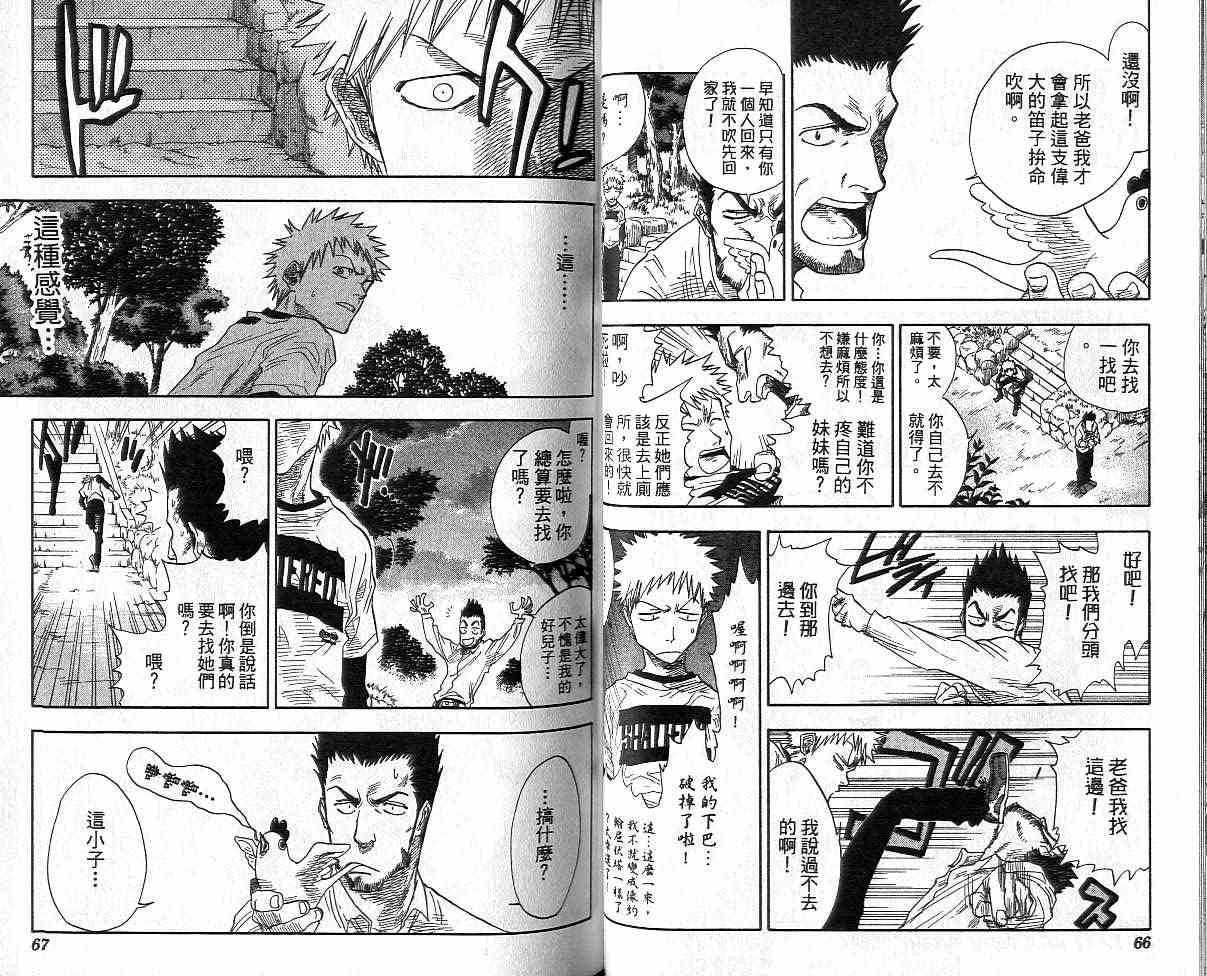 還沒啊！
所以老爸我才
會拿起這支偉
大的笛子拚命
吹啊。
早知道只有你
一個人回來，
我就不吹先回
家了！
啊
你去找
一找吧
。
不要，太
麻煩了。
你自己去不
就得了。
你…你這是
什麼態度！
嫌麻煩所以
不想去？
難道你不
疼自己的
妹妹嗎？
啊，吵
反正她們應
該是去上廁
所，很快就
會回來的！
好吧！
那我們分頭
找吧！
你到那
邊去！
老爸我找
這邊！
我說過不去
的啊！
喔啊啊啊啊！
我的下巴…
破掉了啦！
這…這麼一來，
我不就變成像約
翰屈伏塔一樣了
66
…這……
這種感覺…
喔？
怎麼啦，你
總算要去找
了嗎？
太偉大了，
不愧是我的
好兒子…
喂？
你倒是說話
啊！你真的
要去找她們
嗎？
喂？
…搞什麼？
咕咕咕…
這小子…
67